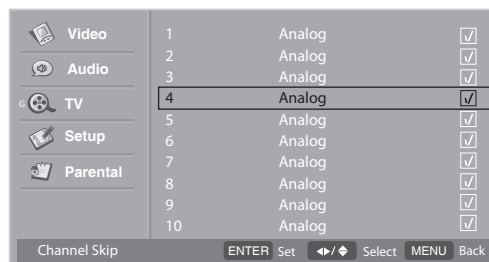 Video
Audio
G TV
Setup
Parental
1 Analog
2 Analog
3 Analog
4 Analog
5 Analog
6 Analog
7 Analog
8 Analog
9 Analog
10 Analog
Channel Skip ENTER Set / Select MENU Back